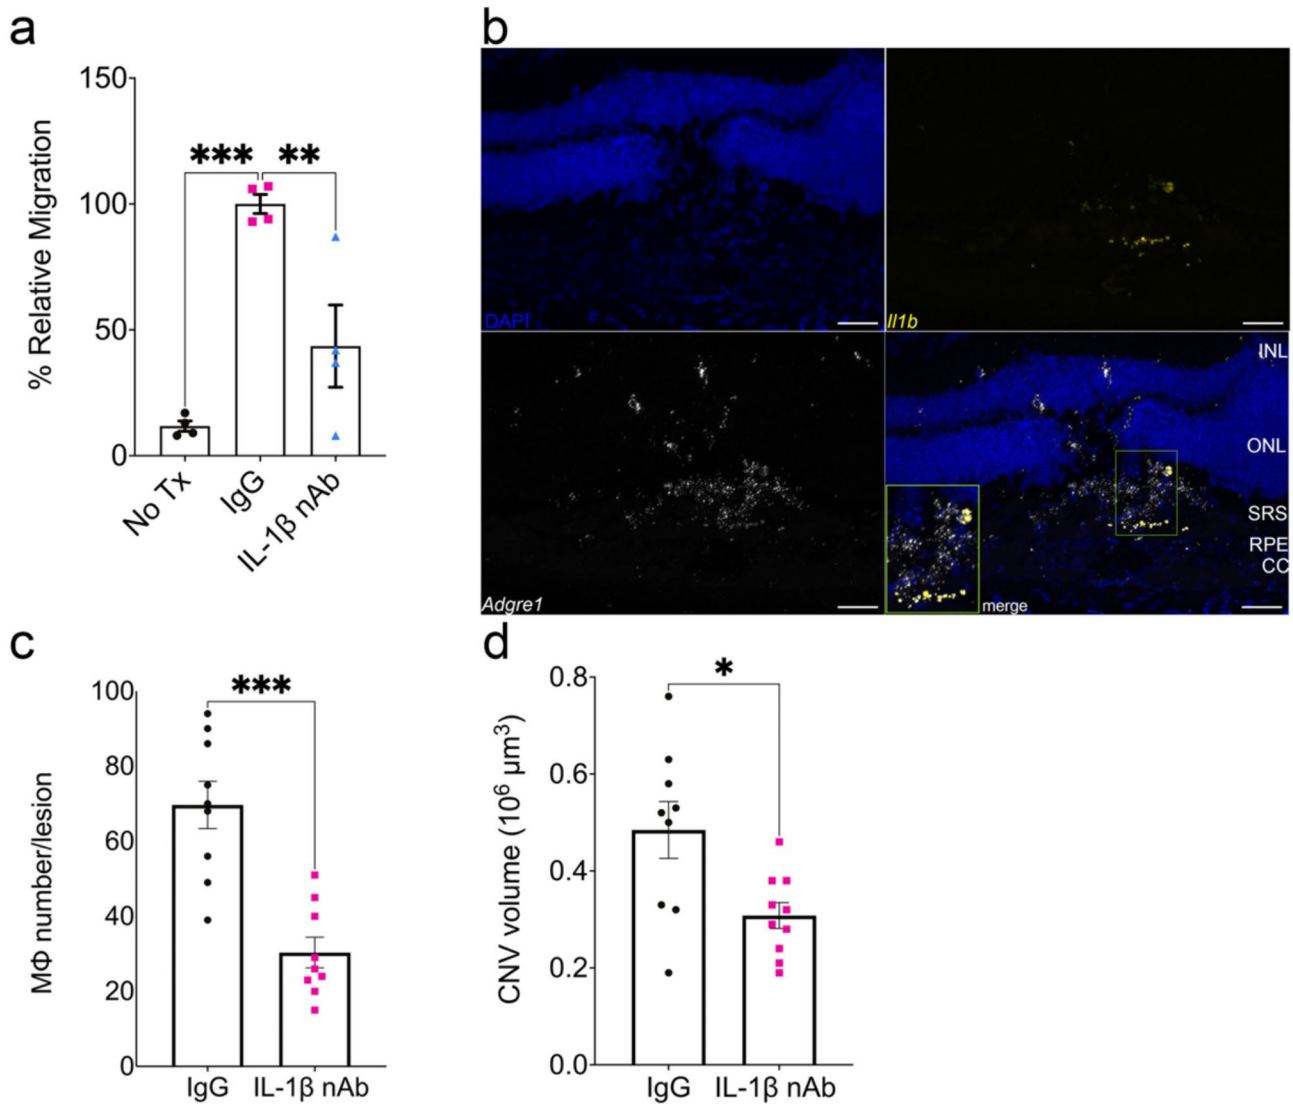 a
% Relative Migration
150
100
50
0
*** **
No Tx
IgG
IL-1β nAb
b
DAPI
Il1b
Adgre1
INL
ONL
SRS
RPE
CC
merge
c
MΦ number/lesion
100
80
60
40
20
0
***
IgG IL-1β nAb
d
CNV volume (10⁶ µm³)
0.8
0.6
0.4
0.2
0.0
*
IgG IL-1β nAb